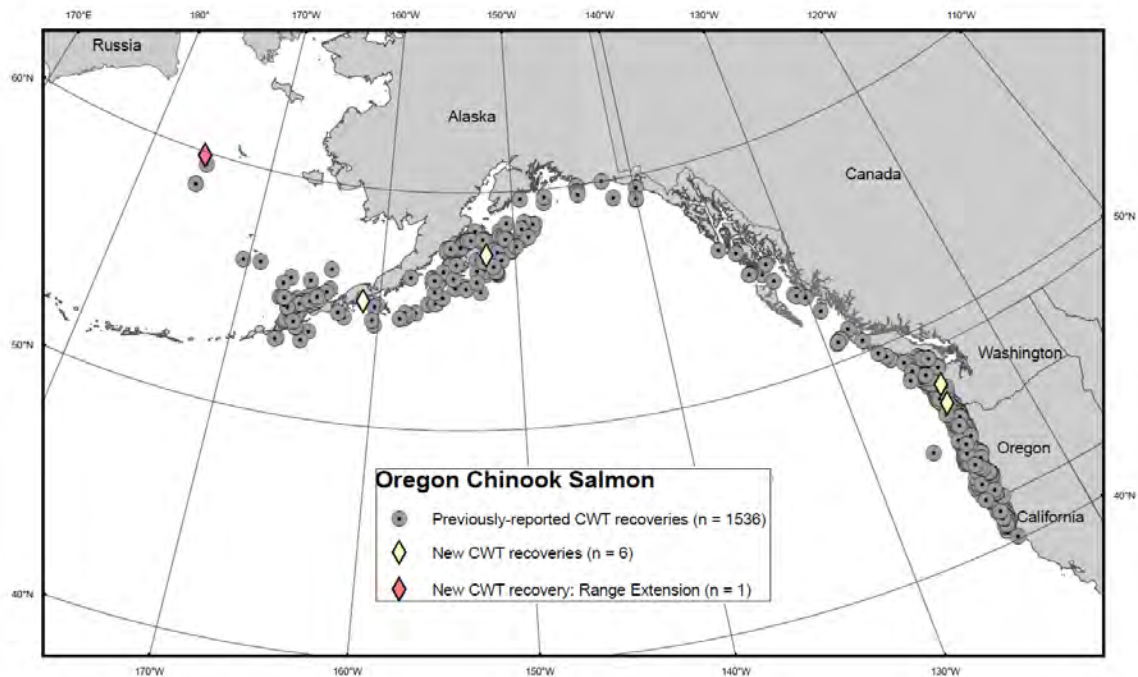 170°E 180° 170°W 160°W 150°W 140°W 130°W 120°W 110°W
Russia
60°N
Alaska
Canada
50°N
50°N
Washington
Oregon
Oregon Chinook Salmon
40°N
Previously-reported CWT recoveries (n = 1536)
California
New CWT recoveries (n = 6)
New CWT recovery: Range Extension (n = 1)
40°N
170°W 160°W 150°W 140°W 130°W